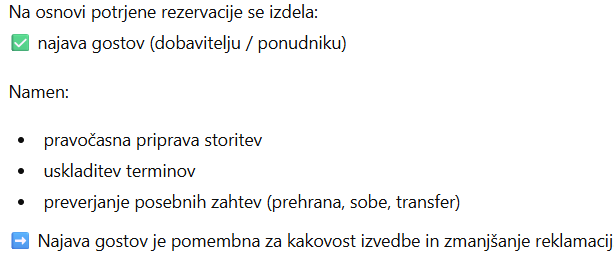 Na osnovi potrjene rezervacije se izdela:
✅ najava gostov (dobavitelju / ponudniku)
Namen:
• pravočasna priprava storitev
• uskladitev terminov
• preverjanje posebnih zahtev (prehrana, sobe, transfer)
➡️ Najava gostov je pomembna za kakovost izvedbe in zmanjšanje reklamacij